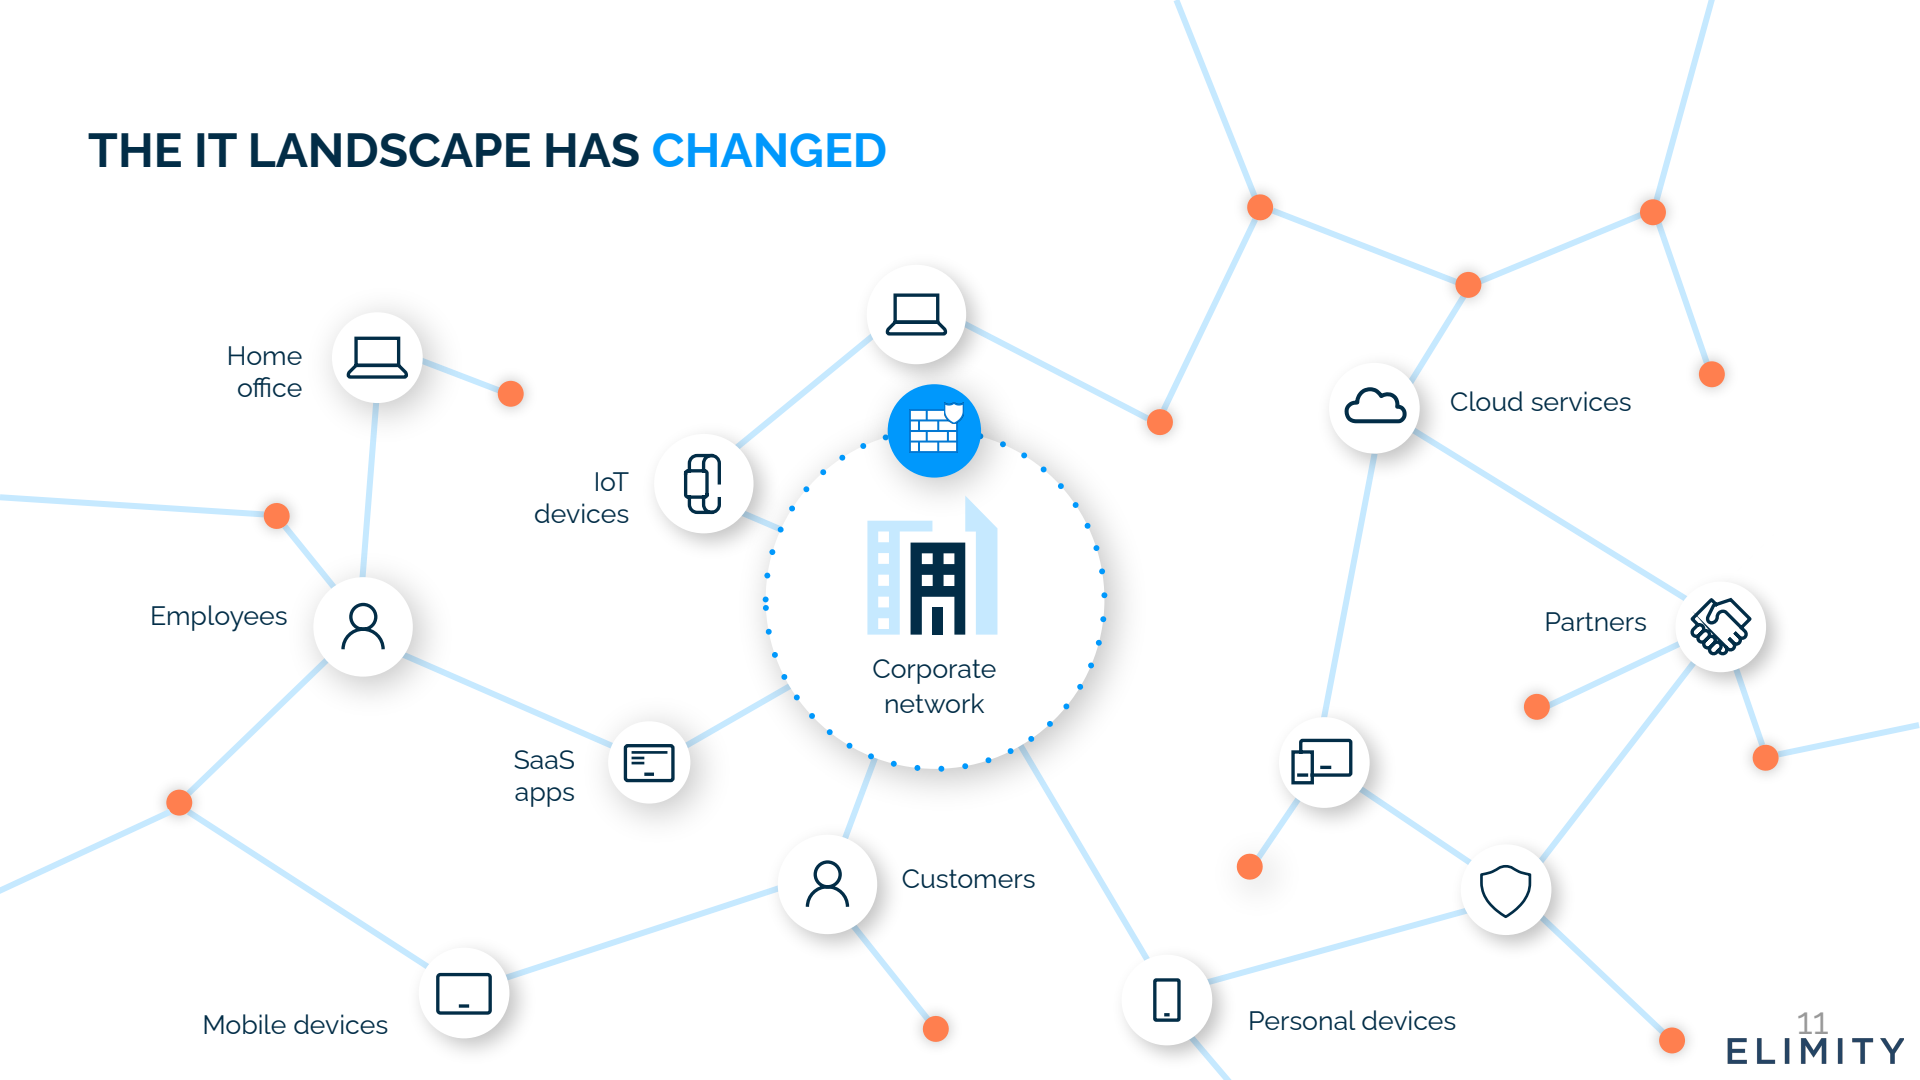 THE IT LANDSCAPE HAS CHANGED
Home
office
Cloud services
IoT
devices
Employees
Partners
Corporate
network
SaaS
apps
Customers
Mobile devices
Personal devices
11
ELIMITY